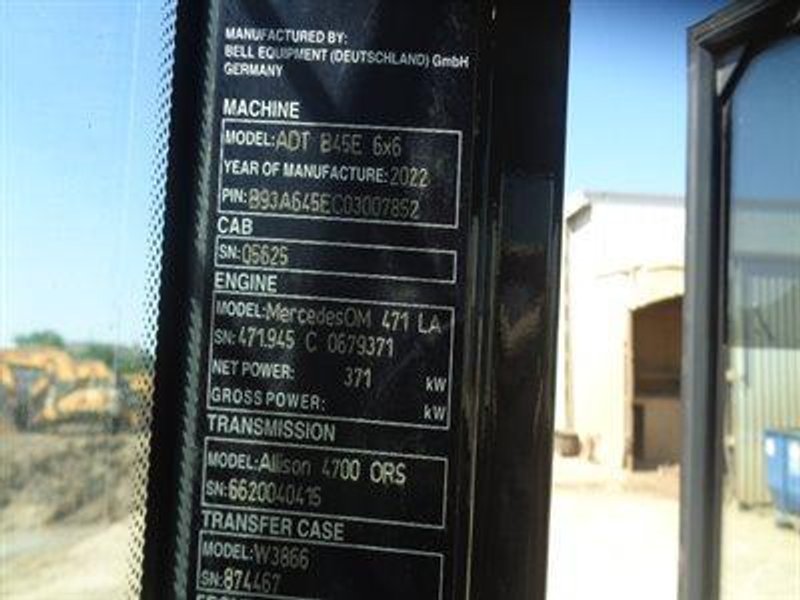 MANUFACTURED BY:
BELL EQUIPMENT (DEUTSCHLAND) GmbH
GERMANY
MACHINE
MODEL: ADT B45E 6x6
YEAR OF MANUFACTURE: 2022
PIN: B93A645EC03007852
CAB
SN: 05625
ENGINE
MODEL: MercedesOM 471 LA
SN: 471.945 C 0679371
NET POWER: 371 kW
GROSS POWER: kW
TRANSMISSION
MODEL: Allison 4700 ORS
SN: 6620040415
TRANSFER CASE
MODEL: W3866
SN: 874467